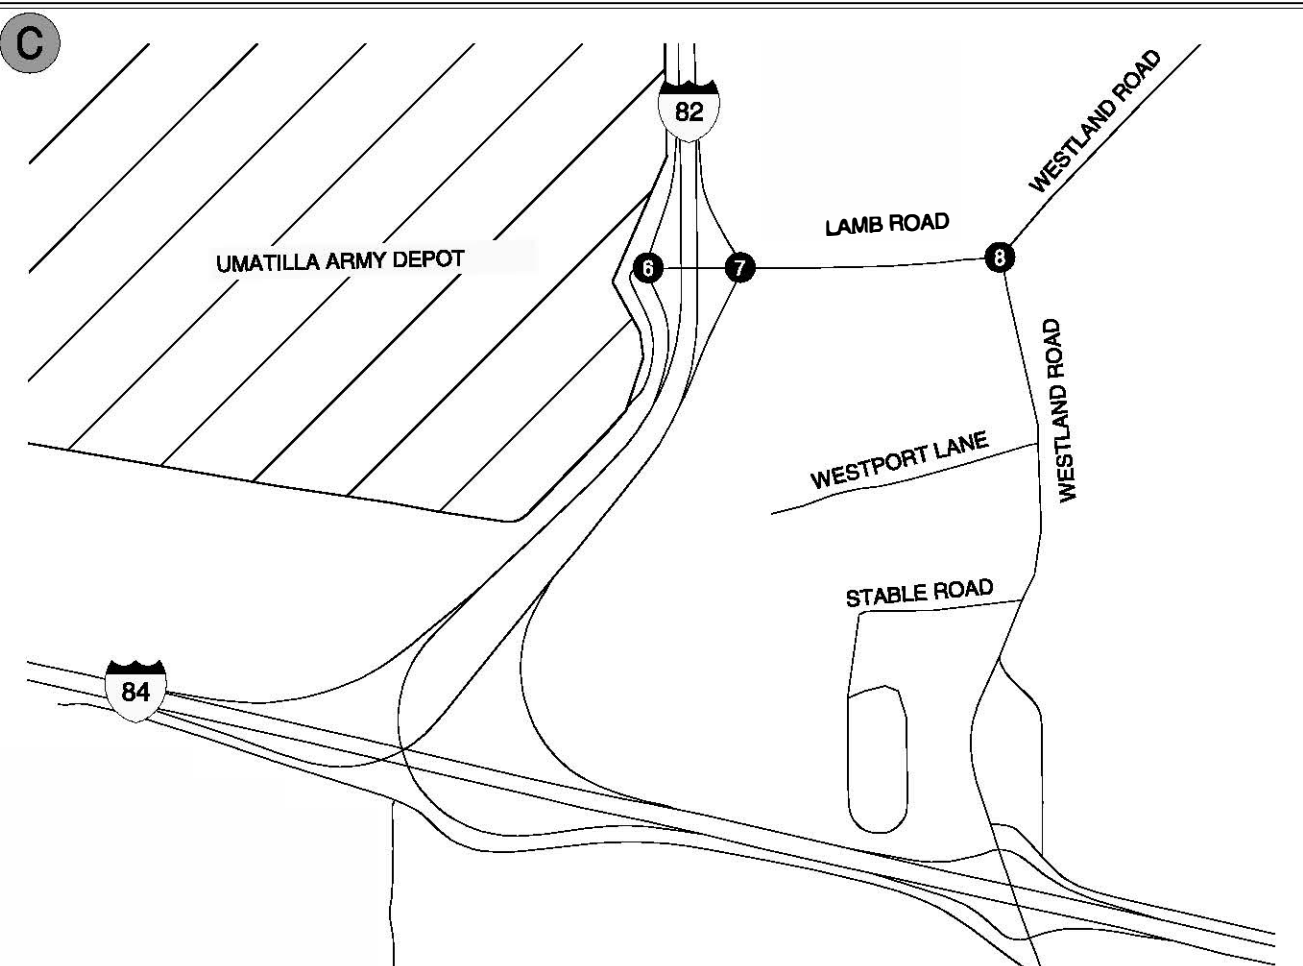 C
82
WESTLAND ROAD
LAMB ROAD
UMATILLA ARMY DEPOT
6
7
8
WESTLAND ROAD
WESTPORT LANE
STABLE ROAD
84